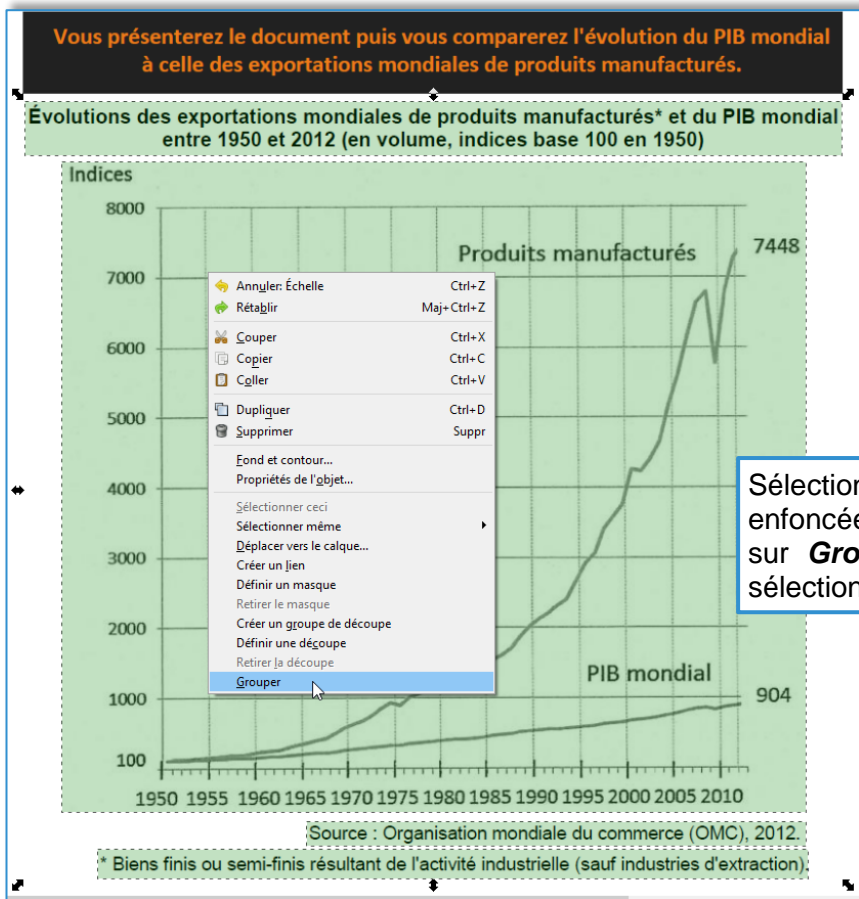 Vous présenterez le document puis vous comparerez l'évolution du PIB mondial
à celle des exportations mondiales de produits manufacturés.
Évolutions des exportations mondiales de produits manufacturés* et du PIB mondial
entre 1950 et 2012 (en volume, indices base 100 en 1950)
Indices
8000
7000
6000
5000
4000
3000
2000
1000
100
Produits manufacturés
7448
Annuler: Échelle Ctrl+Z
Rétablir Maj+Ctrl+Z
Couper Ctrl+X
Copier Ctrl+C
Coller Ctrl+V
Dupliquer Ctrl+D
Supprimer Suppr
Fond et contour...
Propriétés de l'objet...
Sélectionner ceci
Sélectionner même
Déplacer vers le calque...
Créer un lien
Définir un masque
Retirer le masque
Créer un groupe de découpe
Définir une découpe
Retirer la découpe
Grouper
Sélection
enfoncée
sur Gro
sélection
PIB mondial
904
1950 1955 1960 1965 1970 1975 1980 1985 1990 1995 2000 2005 2010
Source : Organisation mondiale du commerce (OMC), 2012.
* Biens finis ou semi-finis résultant de l'activité industrielle (sauf industries d'extraction).